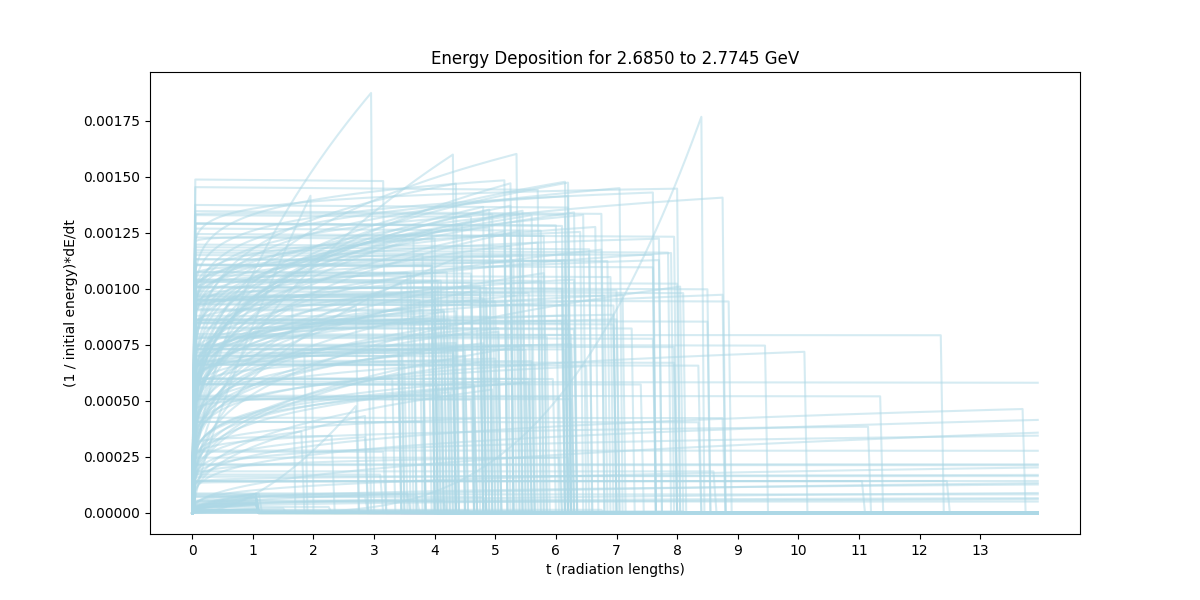 Energy Deposition for 2.6850 to 2.7745 GeV
(1 / initial energy)*dE/dt
0.00175
0.00150
0.00125
0.00100
0.00075
0.00050
0.00025
0.00000
0 1 2 3 4 5 6 7 8 9 10 11 12 13
t (radiation lengths)